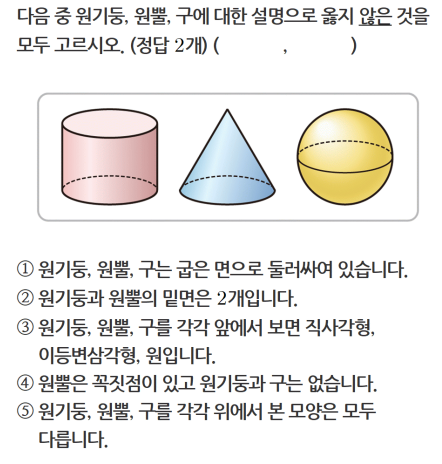 다음 중 원기둥, 원뿔, 구에 대한 설명으로 옳지 않은 것을
모두 고르시오. (정답 2개) (            ,            )
① 원기둥, 원뿔, 구는 굽은 면으로 둘러싸여 있습니다.
② 원기둥과 원뿔의 밑면은 2개입니다.
③ 원기둥, 원뿔, 구를 각각 앞에서 보면 직사각형,
이등변삼각형, 원입니다.
④ 원뿔은 꼭짓점이 있고 원기둥과 구는 없습니다.
⑤ 원기둥, 원뿔, 구를 각각 위에서 본 모양은 모두
다릅니다.